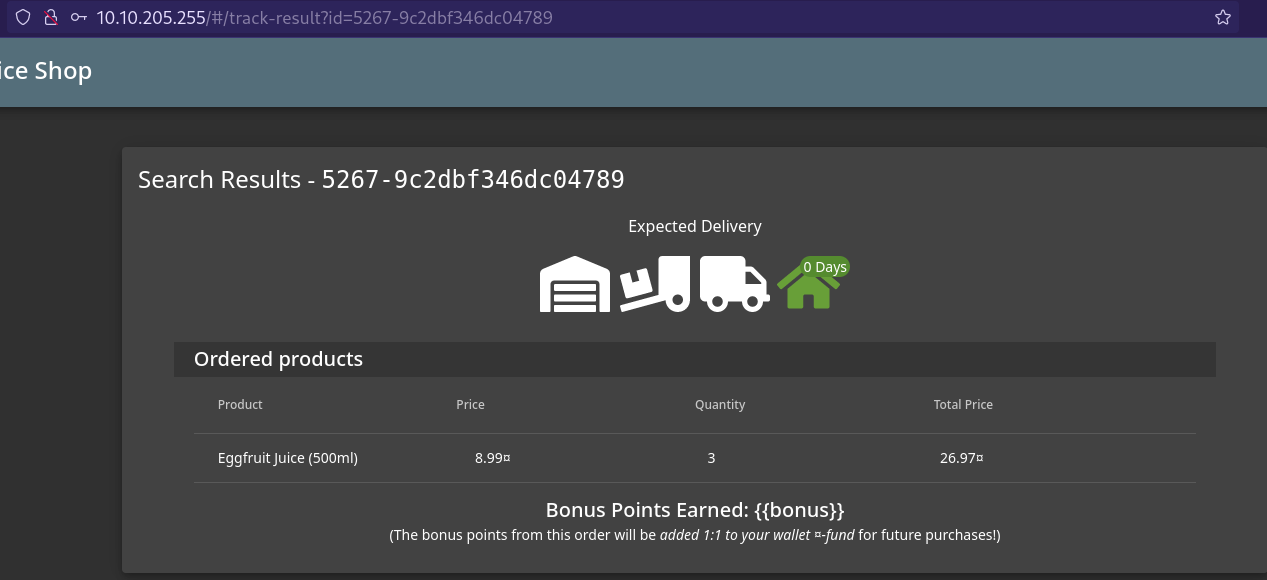 10.10.205.255/#/track-result?id=5267-9c2dbf346dc04789
ice Shop
Search Results - 5267-9c2dbf346dc04789
Expected Delivery
0 Days
Ordered products
Product Price Quantity Total Price
Eggfruit Juice (500ml) 8.99¤ 3 26.97¤
Bonus Points Earned: {{bonus}}
(The bonus points from this order will be added 1:1 to your wallet ¤-fund for future purchases!)